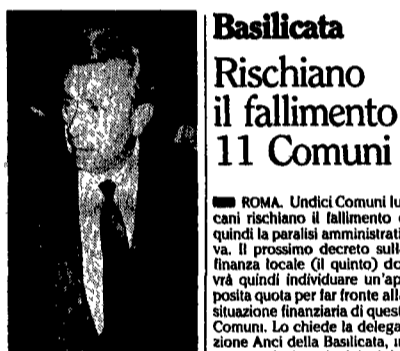 Basilicata
Rischiano
il fallimento
11 Comuni
ROMA. Undici Comuni lu
cani rischiano il fallimento
quindi la paralisi amministrati
va. Il prossimo decreto sull
finanza locale (il quinto) do
vrà quindi individuare un'ap
posita quota per far fronte all
situazione finanziaria di quest
Comuni. Lo chiede la delega
zione Anci della Basilicata, i